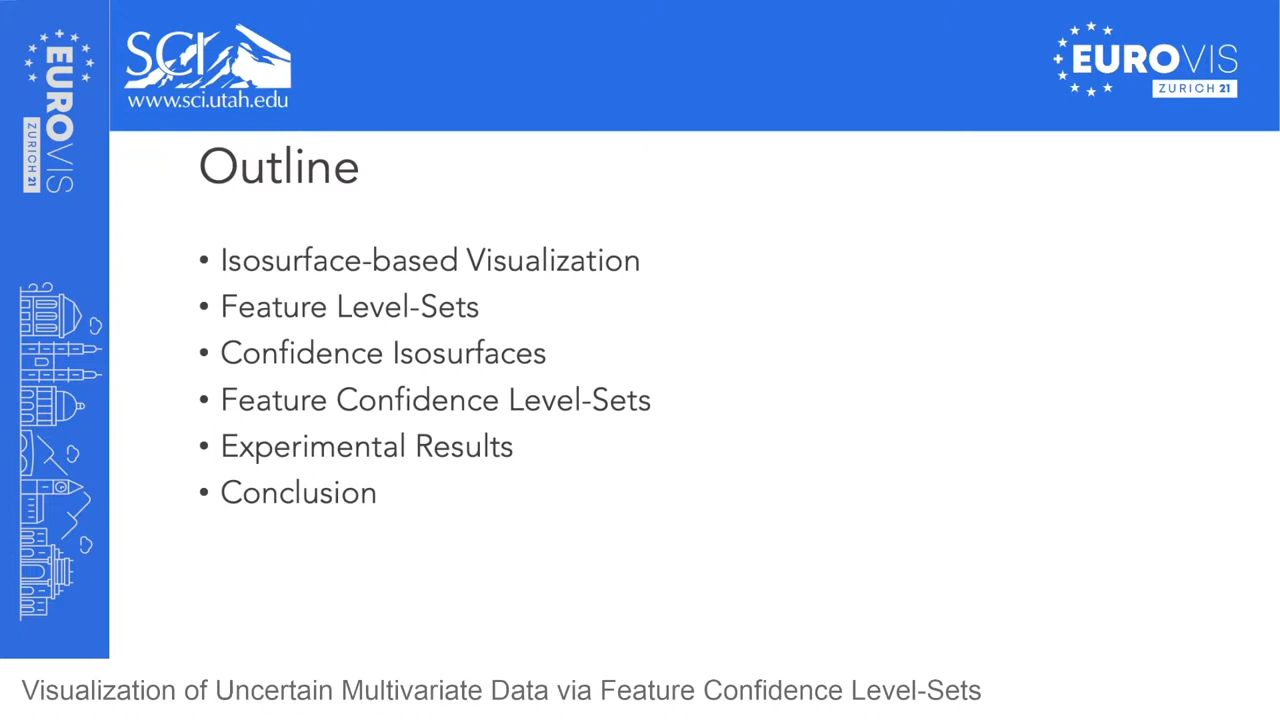 EUROVIS
ZURICH 21
SCI
www.sci.utah.edu
EUROVIS
ZURICH 21
Outline
• Isosurface-based Visualization
• Feature Level-Sets
• Confidence Isosurfaces
• Feature Confidence Level-Sets
• Experimental Results
• Conclusion
Visualization of Uncertain Multivariate Data via Feature Confidence Level-Sets